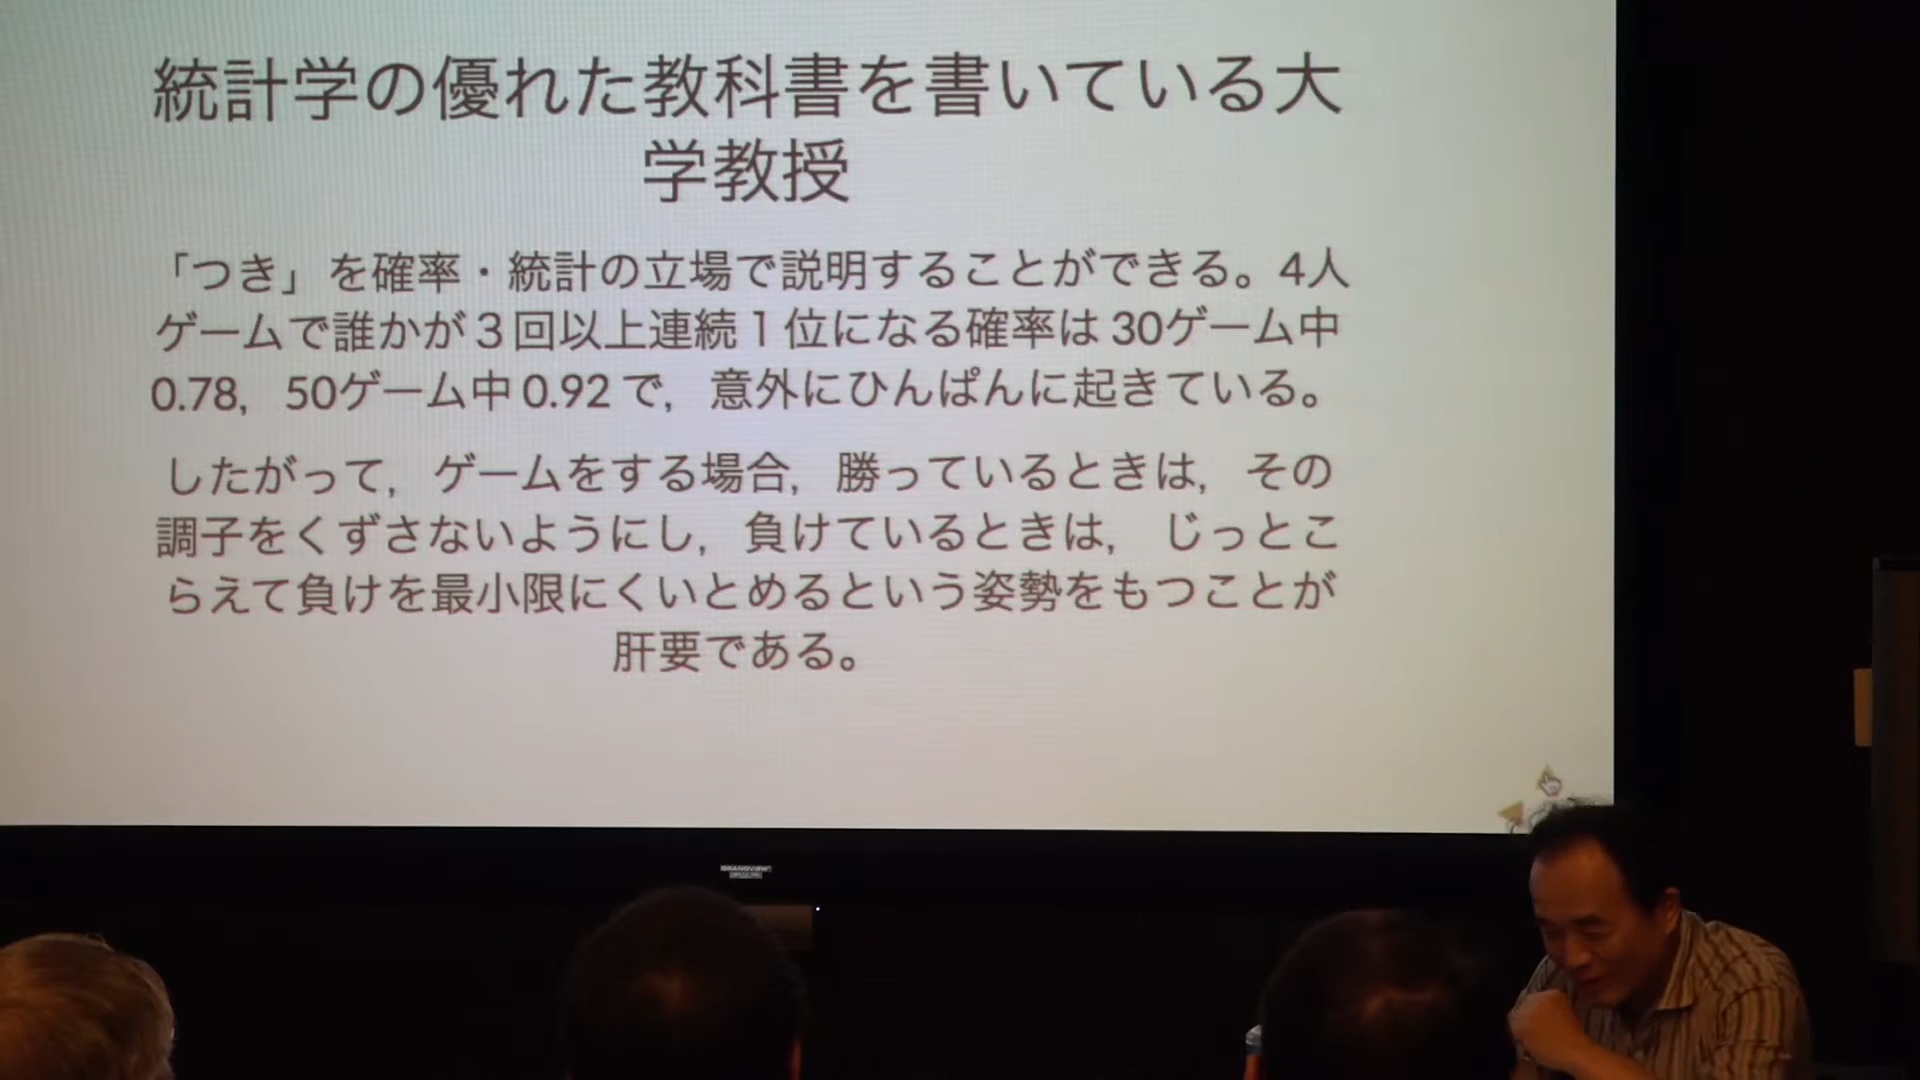 統計学の優れた教科書を書いている大
学教授
「つき」を確率・統計の立場で説明することができる。4人
ゲームで誰かが３回以上連続１位になる確率は30ゲーム中
0.78，50ゲーム中0.92で，意外にひんぱんに起きている。
したがって，ゲームをする場合，勝っているときは，その
調子をくずさないようにし，負けているときは，じっとこ
らえて負けを最小限にくいとめるという姿勢をもつことが
肝要である。
GRANDVIEW